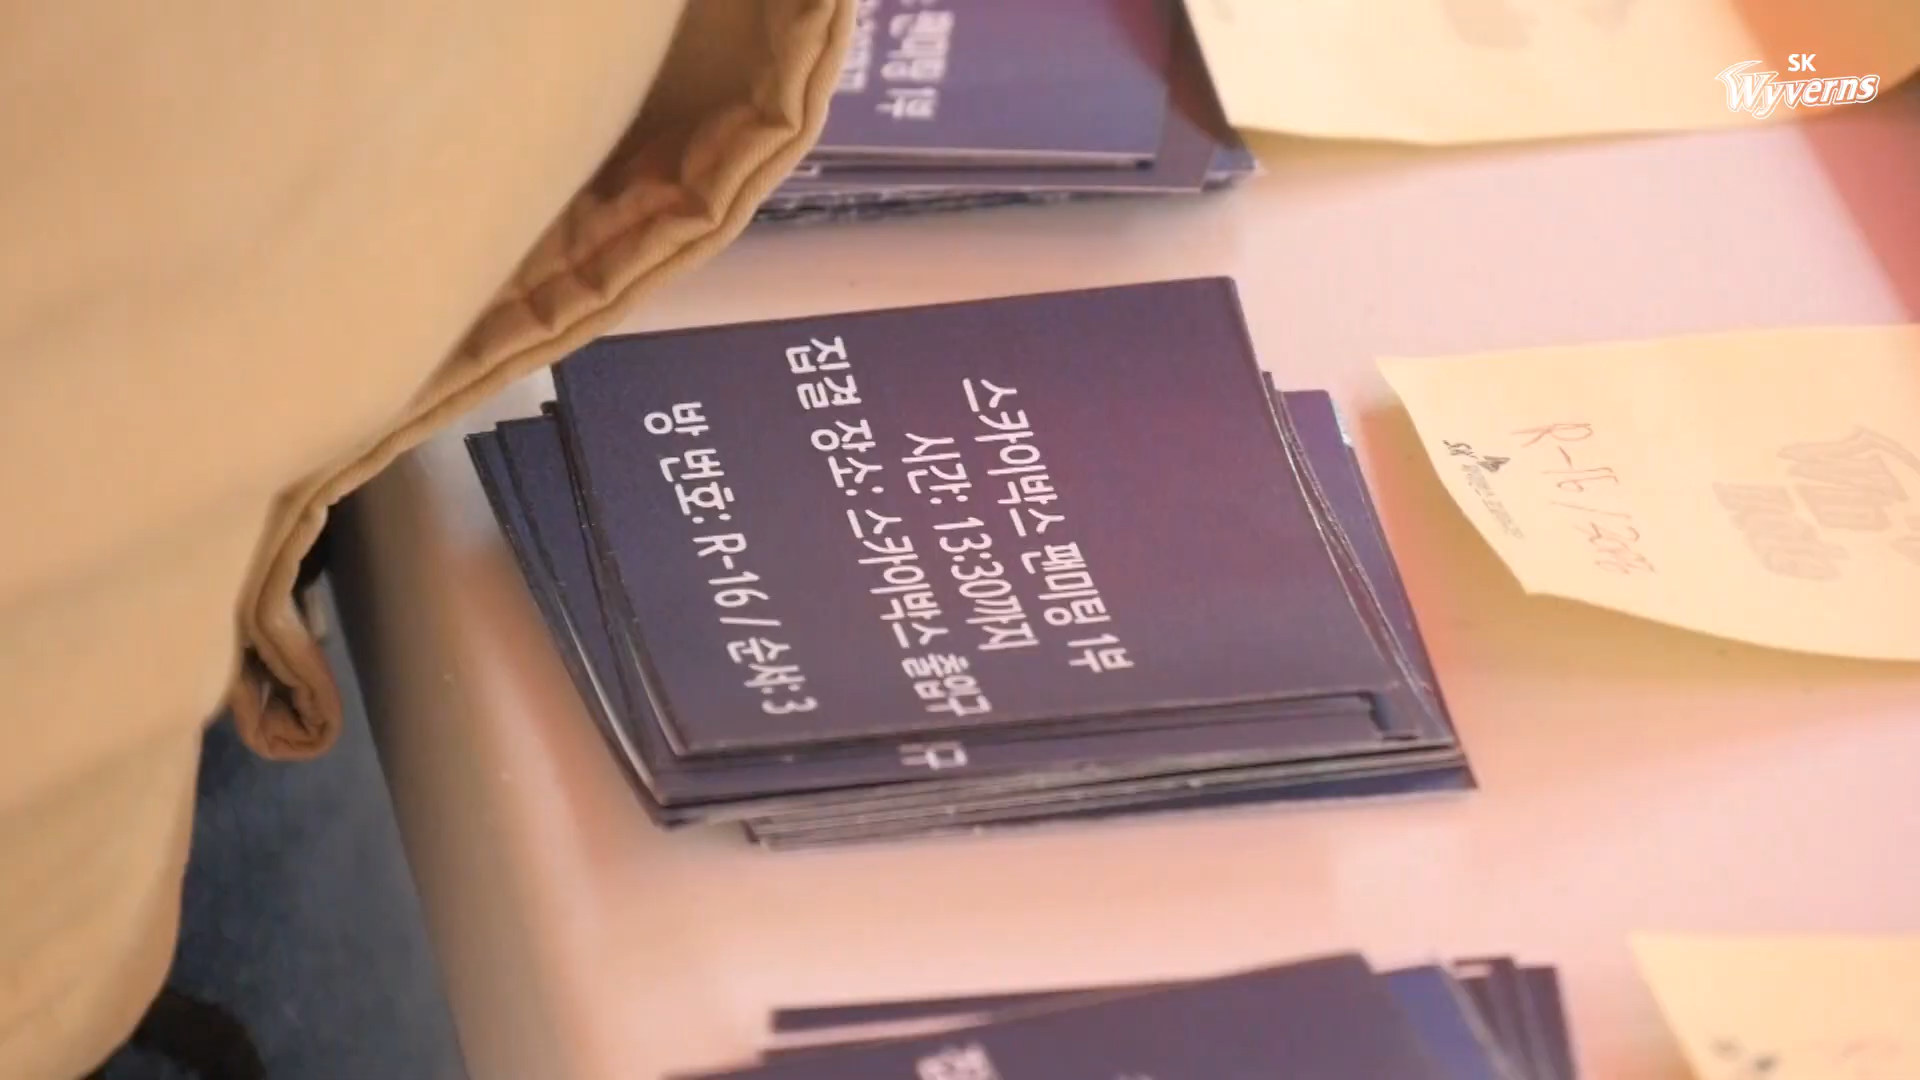 SK
Wyverns
팬미팅 1부
스카이박스 팬미팅 1부
시간: 13:30까지
집결 장소: 스카이박스 출입구
방 번호: R-16 / 순서: 3
구
SK
R-16 /